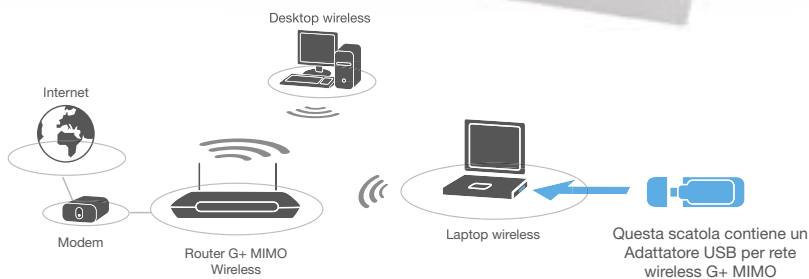 Desktop wireless
Internet
Modem
Router G+ MIMO
Wireless
Laptop wireless
Questa scatola contiene un
Adattatore USB per rete
wireless G+ MIMO